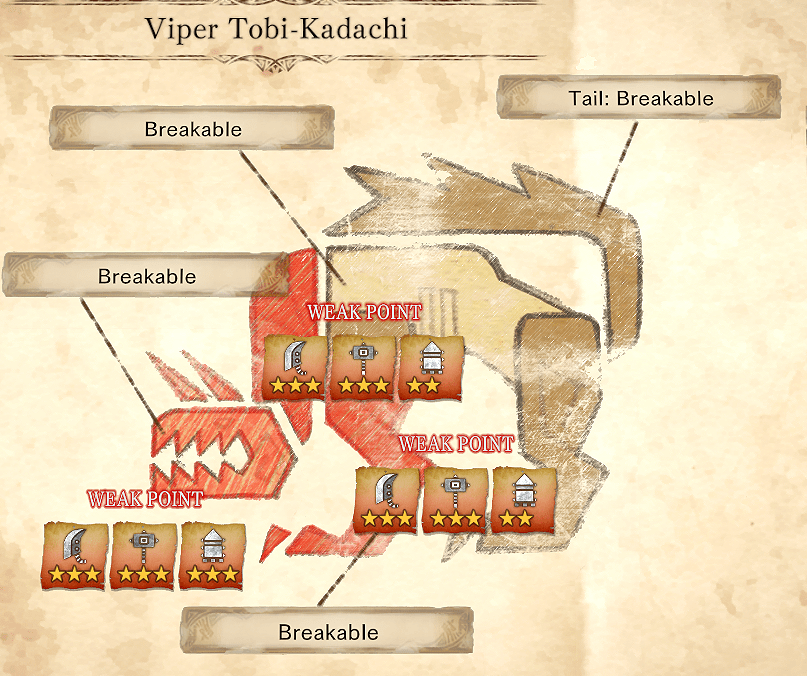 Viper Tobi-Kadachi
Tail: Breakable
Breakable
Breakable
WEAK POINT
WEAK POINT
WEAK POINT
Breakable